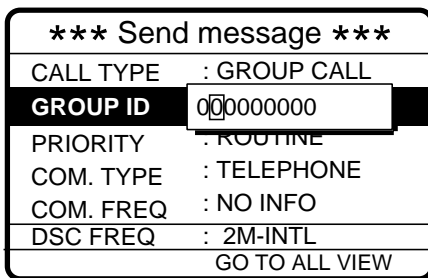 *** Send message ***
CALL TYPE : GROUP CALL
GROUP ID 000000000
PRIORITY : ROUTINE
COM. TYPE : TELEPHONE
COM. FREQ : NO INFO
DSC FREQ : 2M-INTL
GO TO ALL VIEW